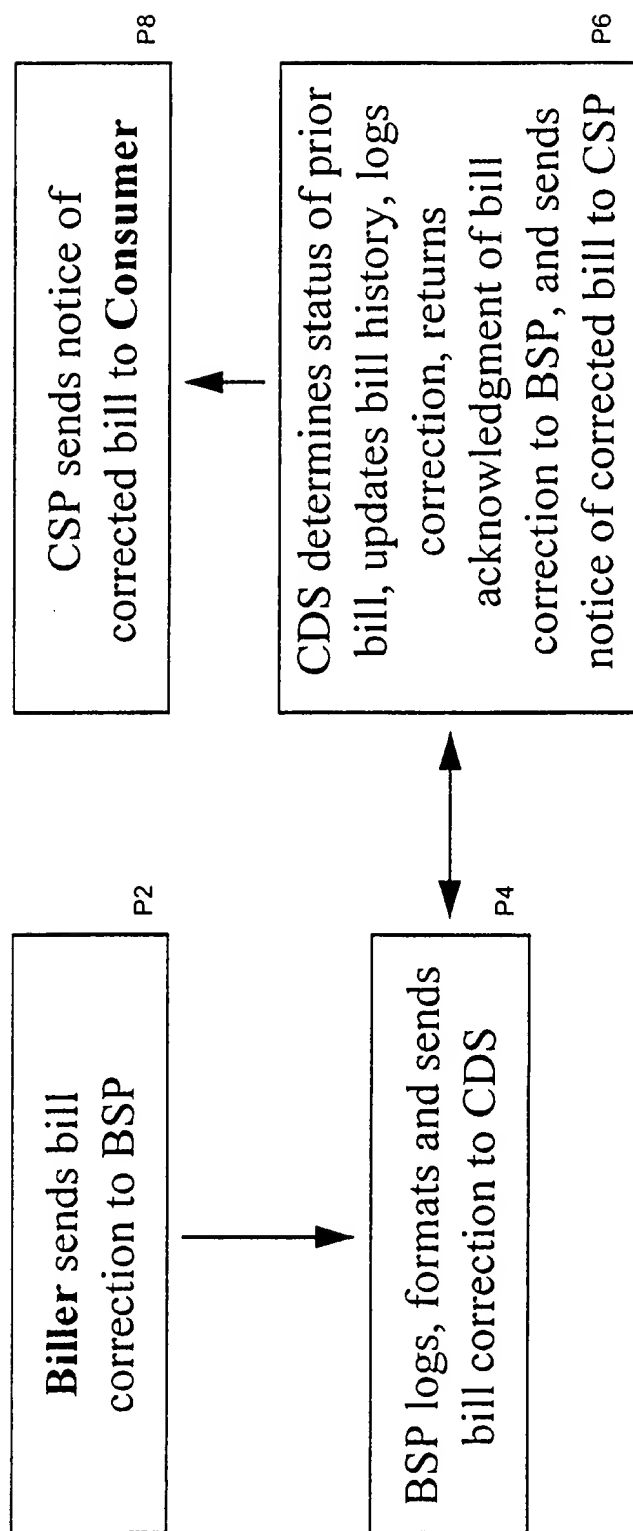 Biller sends bill
correction to BSP
P2
BSP logs, formats and sends
bill correction to CDS
P4
CDS determines status of prior
bill, updates bill history, logs
correction, returns
acknowledgment of bill
correction to BSP, and sends
notice of corrected bill to CSP
P6
CSP sends notice of
corrected bill to Consumer
P8